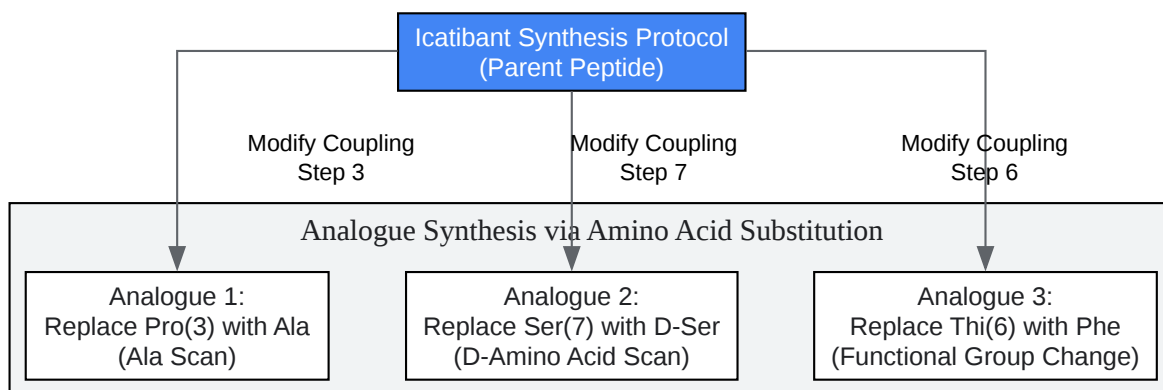 Icatibant Synthesis Protocol
(Parent Peptide)
Modify Coupling
Step 3
Modify Coupling
Step 7
Modify Coupling
Step 6
Analogue Synthesis via Amino Acid Substitution
Analogue 1:
Replace Pro(3) with Ala
(Ala Scan)
Analogue 2:
Replace Ser(7) with D-Ser
(D-Amino Acid Scan)
Analogue 3:
Replace Thi(6) with Phe
(Functional Group Change)